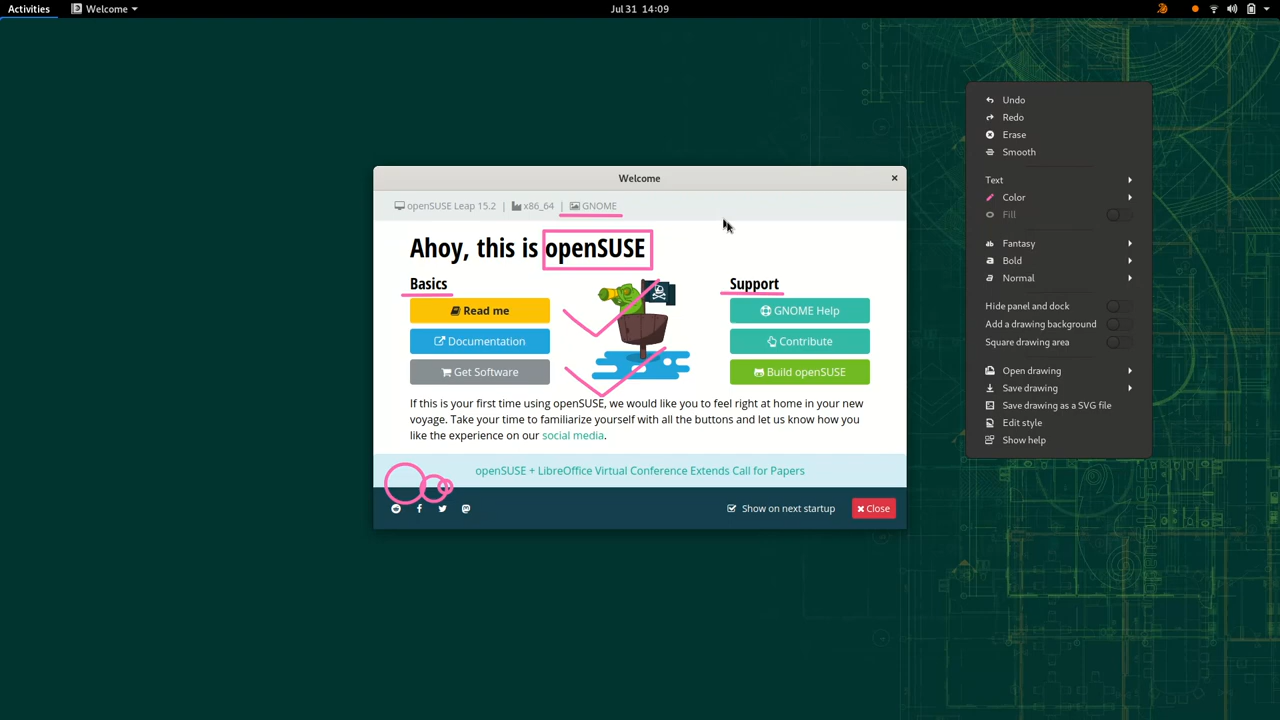 Activities Welcome Jul 31 14:09
Welcome
openSUSE Leap 15.2 | x86_64 | GNOME
Ahoy, this is openSUSE
Basics
Read me
Documentation
Get Software
Support
GNOME Help
Contribute
Build openSUSE
If this is your first time using openSUSE, we would like you to feel right at home in your new
voyage. Take your time to familiarize yourself with all the buttons and let us know how you
like the experience on our social media.
openSUSE + LibreOffice Virtual Conference Extends Call for Papers
Show on next startup
Close
Undo
Redo
Erase
Smooth
Text
Color
Fill
Fantasy
Bold
Normal
Hide panel and dock
Add a drawing background
Square drawing area
Open drawing
Save drawing
Save drawing as a SVG file
Edit style
Show help